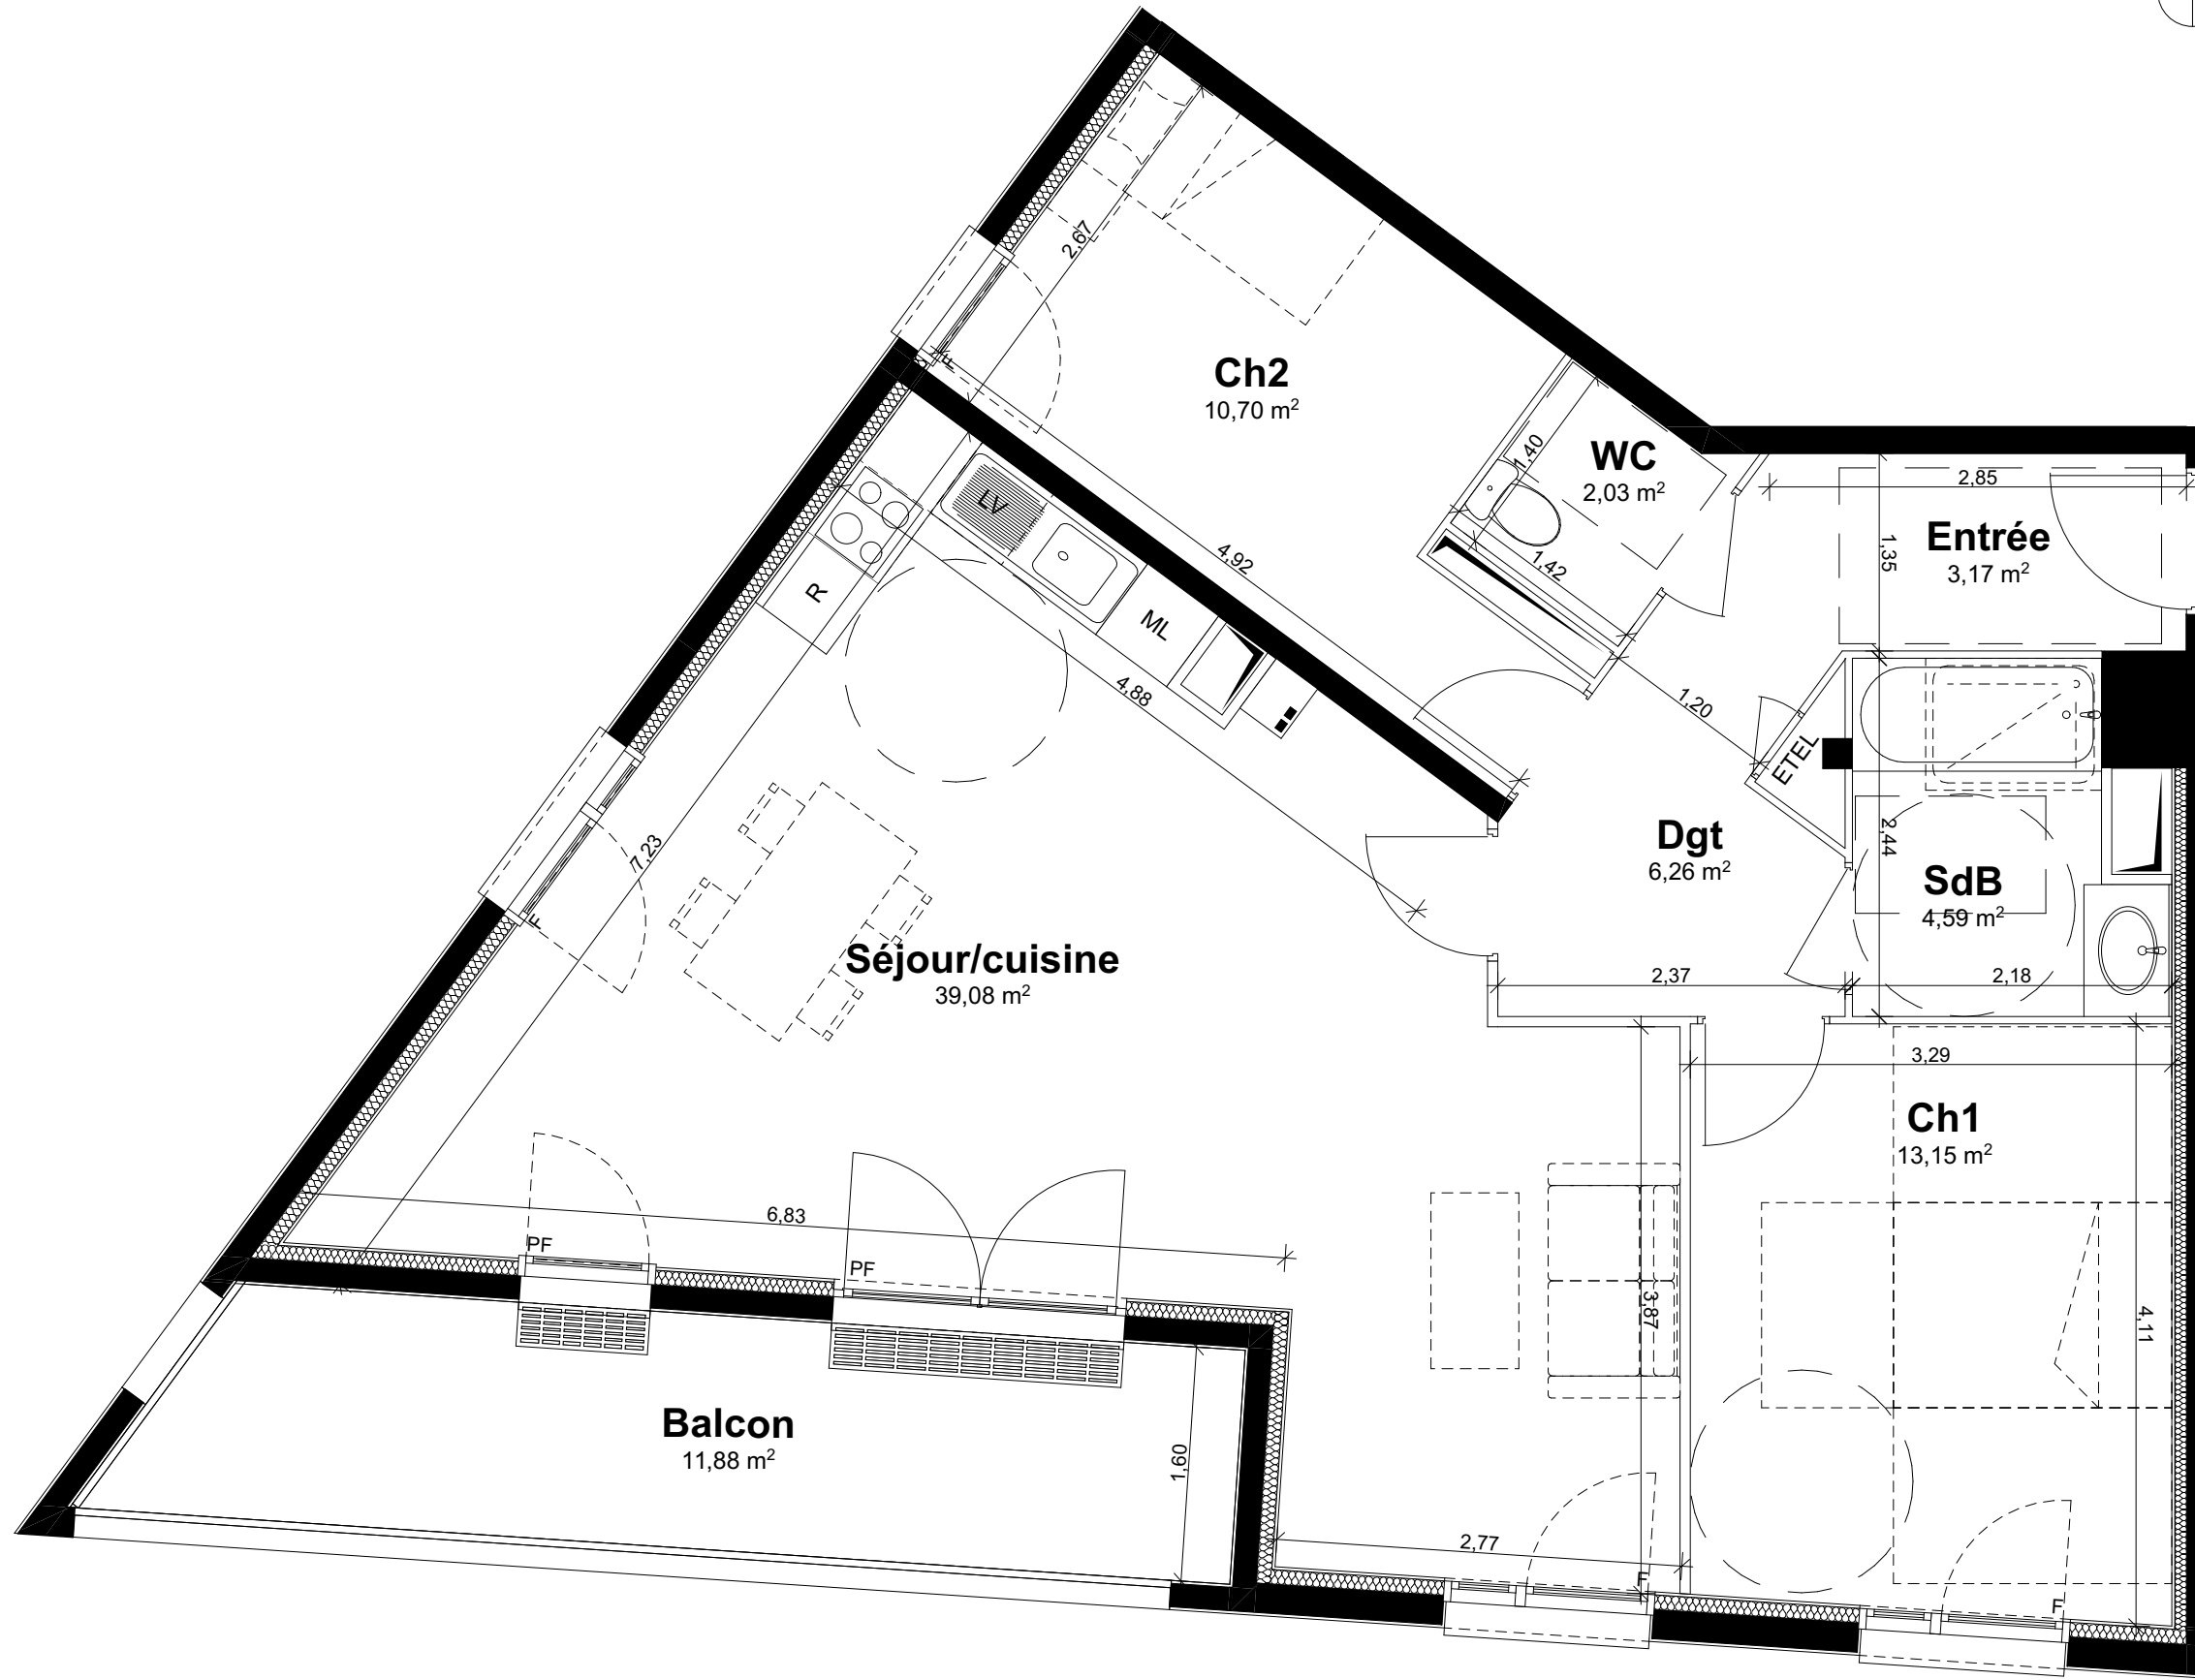 2,67
Ch2
10,70 m²
F
WC
2,03 m²
1,40
1,42
2,85
Entrée
3,17 m²
1,35
LV
R
ML
4,92
4,88
1,20
ETEL
Dgt
6,26 m²
2,44
SdB
4,59 m²
7,23
F
Séjour/cuisine
39,08 m²
2,37
2,18
3,29
Ch1
13,15 m²
6,83
PF
PF
3,87
4,11
Balcon
11,88 m²
1,60
2,77
F
F